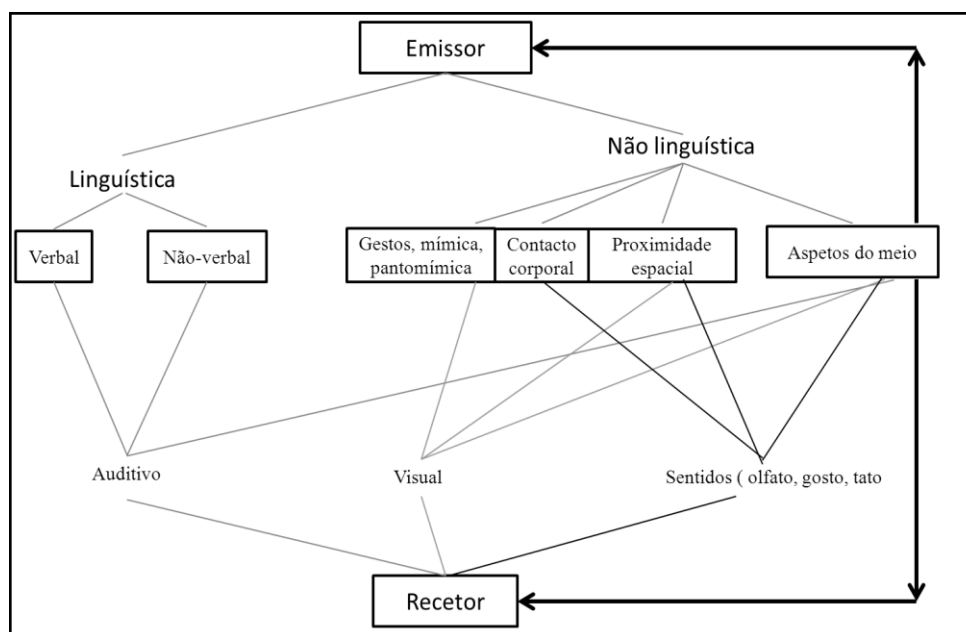 Emissor
Não linguística
Linguística
Verbal
Não-verbal
Gestos, mímica,
pantomímica
Contacto
corporal
Proximidade
espacial
Aspetos do meio
Auditivo
Visual
Sentidos ( olfato, gosto, tato
Recetor